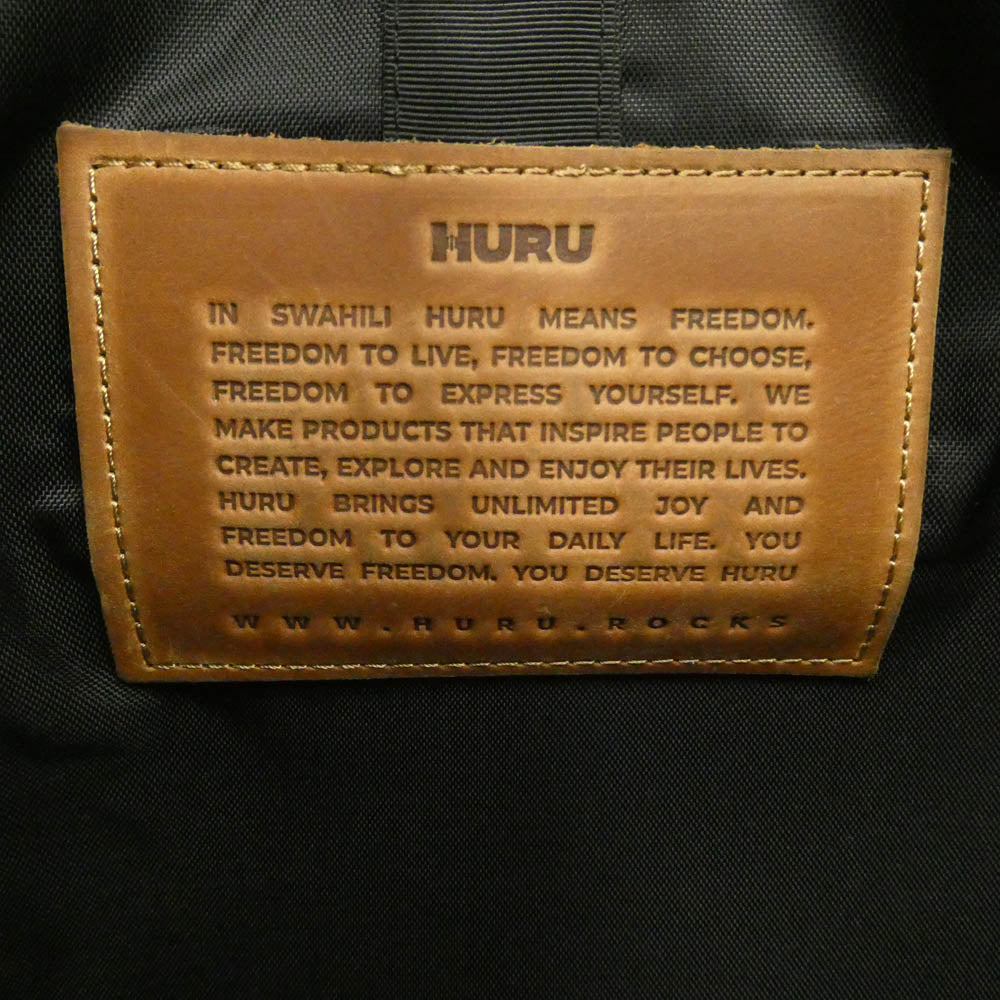 HURU
IN SWAHILI HURU MEANS FREEDOM.
FREEDOM TO LIVE, FREEDOM TO CHOOSE,
FREEDOM TO EXPRESS YOURSELF. WE
MAKE PRODUCTS THAT INSPIRE PEOPLE TO
CREATE, EXPLORE AND ENJOY THEIR LIVES.
HURU BRINGS UNLIMITED JOY AND
FREEDOM TO YOUR DAILY LIFE. YOU
DESERVE FREEDOM. YOU DESERVE HURU
WWW.HURU.ROCKS